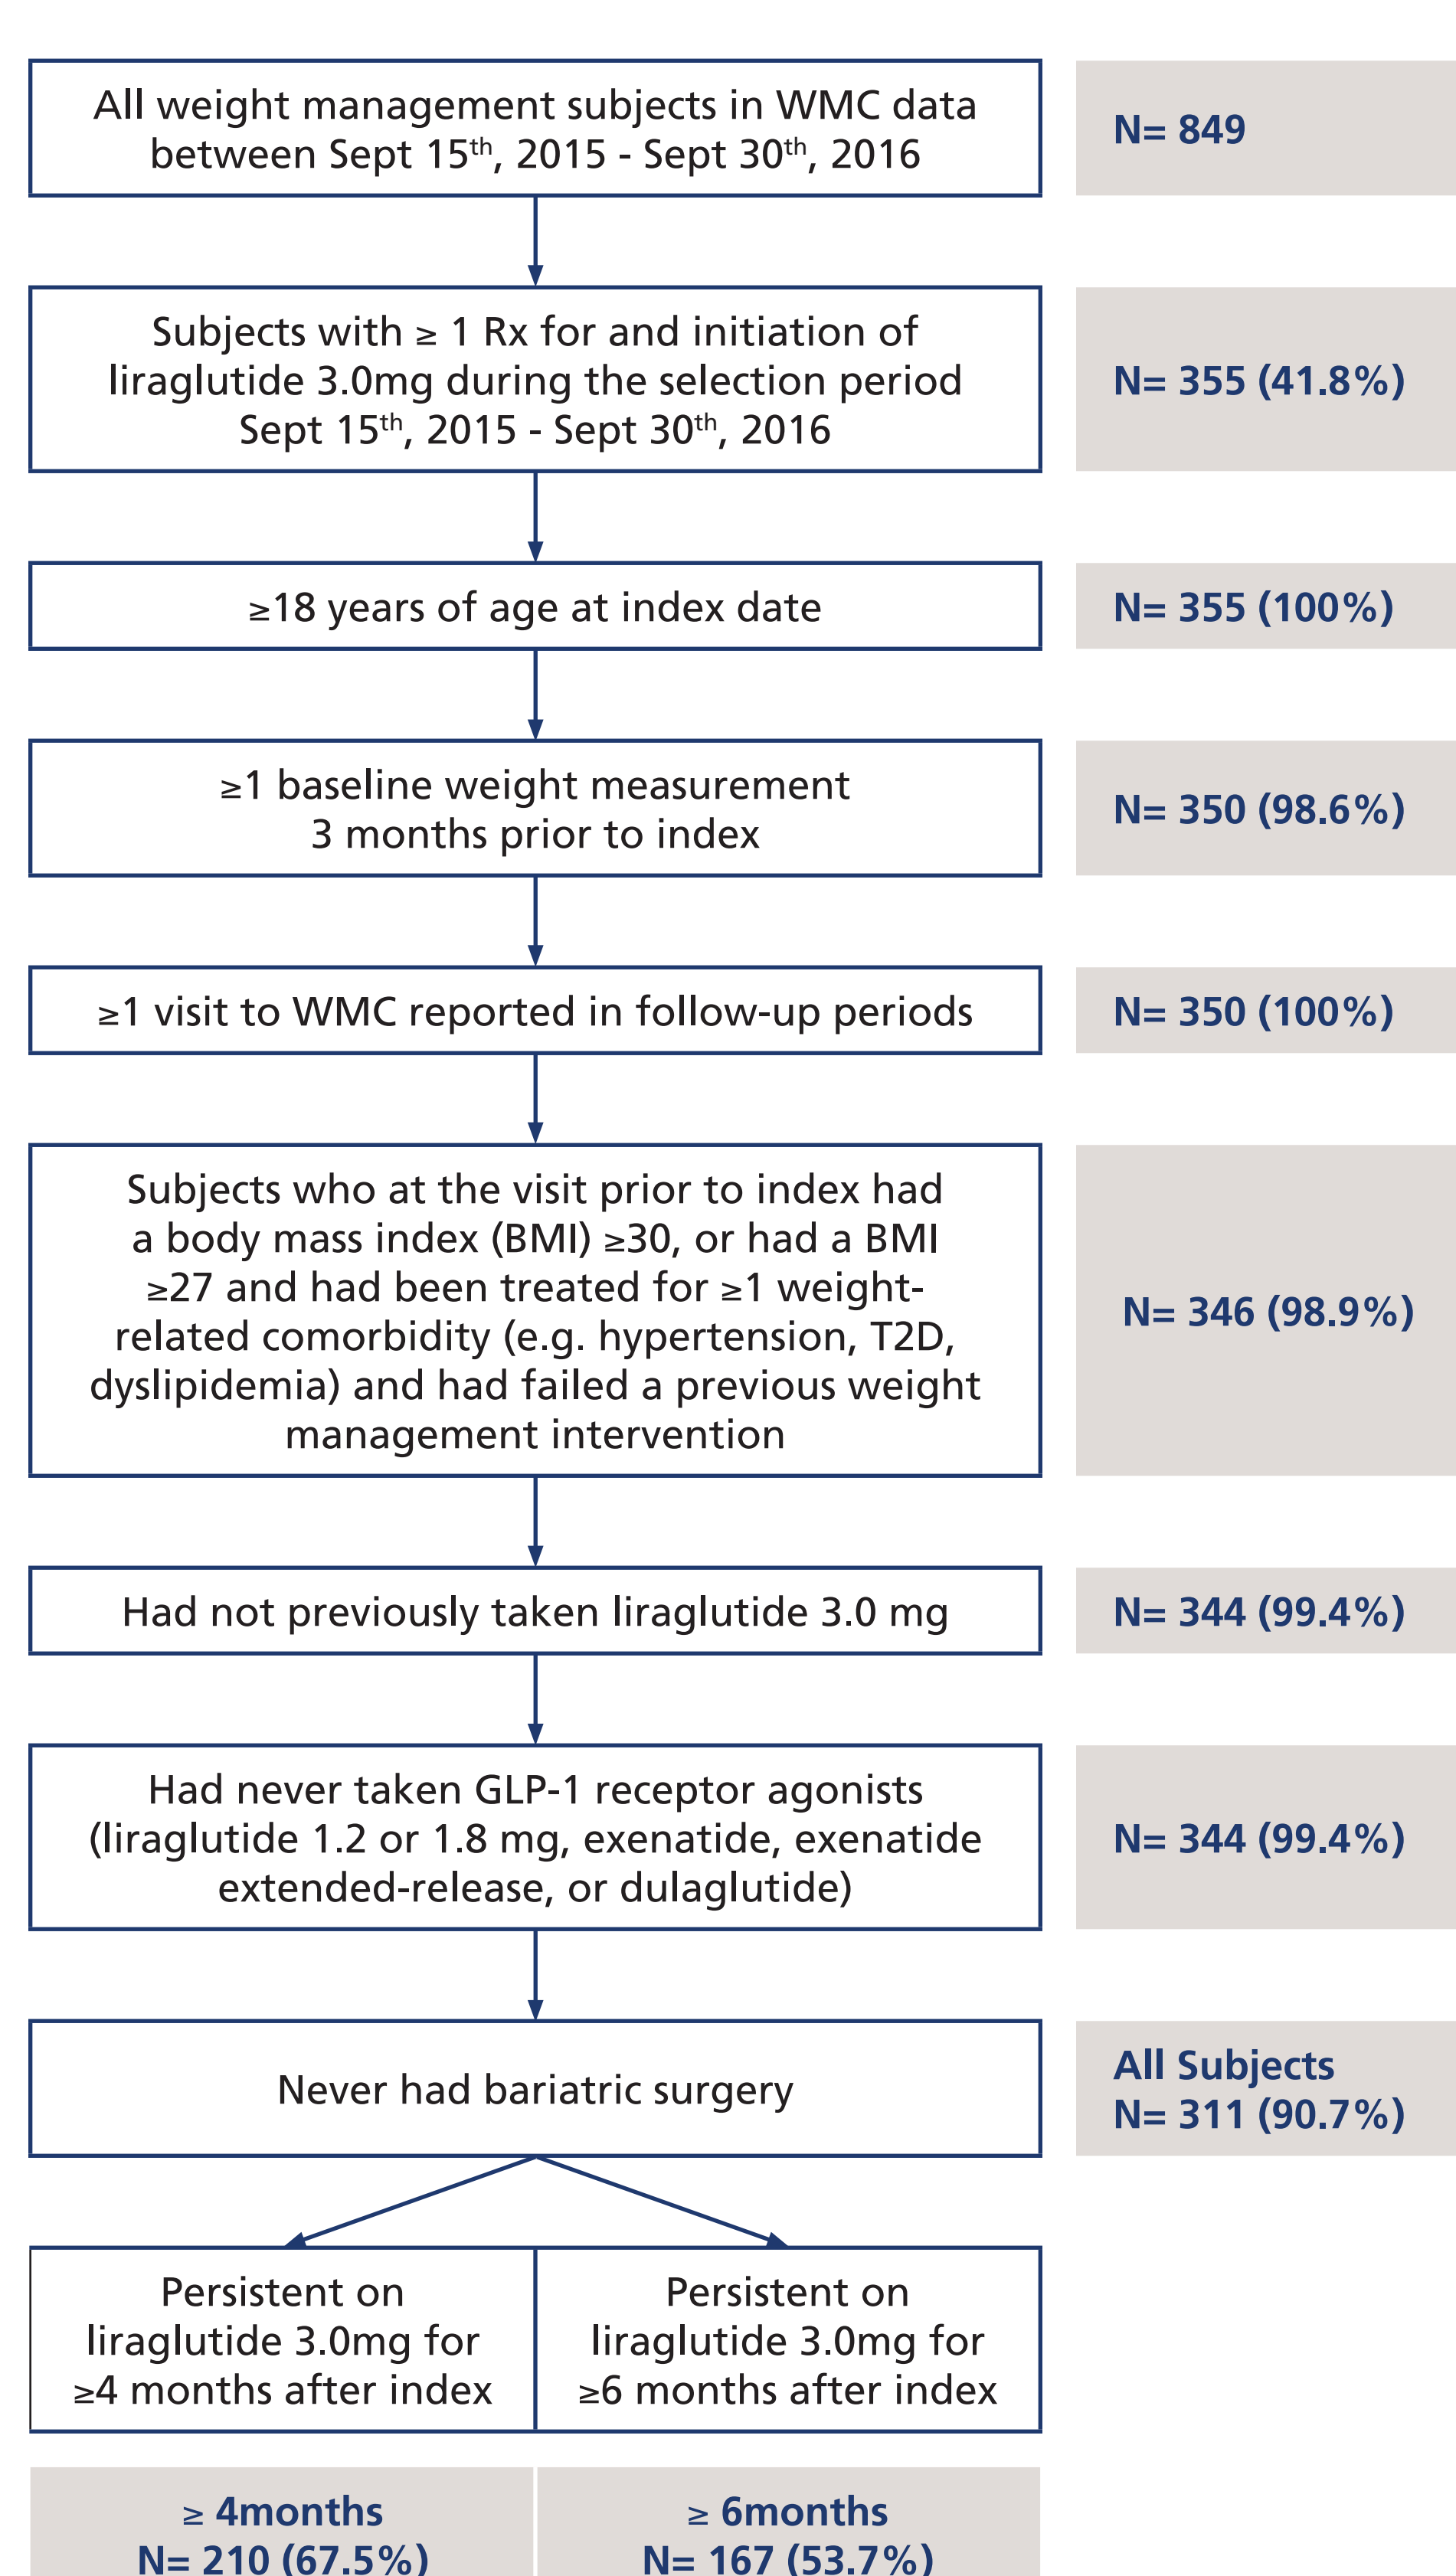 All weight management subjects in WMC data
between Sept 15th, 2015 - Sept 30th, 2016
N= 849
Subjects with ≥ 1 Rx for and initiation of
liraglutide 3.0mg during the selection period
Sept 15th, 2015 - Sept 30th, 2016
N= 355 (41.8%)
≥18 years of age at index date
N= 355 (100%)
≥1 baseline weight measurement
3 months prior to index
N= 350 (98.6%)
≥1 visit to WMC reported in follow-up periods
N= 350 (100%)
Subjects who at the visit prior to index had
a body mass index (BMI) ≥30, or had a BMI
≥27 and had been treated for ≥1 weight-
related comorbidity (e.g. hypertension, T2D,
dyslipidemia) and had failed a previous weight
management intervention
N= 346 (98.9%)
Had not previously taken liraglutide 3.0 mg
N= 344 (99.4%)
Had never taken GLP-1 receptor agonists
(liraglutide 1.2 or 1.8 mg, exenatide, exenatide
extended-release, or dulaglutide)
N= 344 (99.4%)
Never had bariatric surgery
All Subjects
N= 311 (90.7%)
Persistent on
liraglutide 3.0mg for
≥4 months after index
Persistent on
liraglutide 3.0mg for
≥6 months after index
≥ 4months
N= 210 (67.5%)
≥ 6months
N= 167 (53.7%)